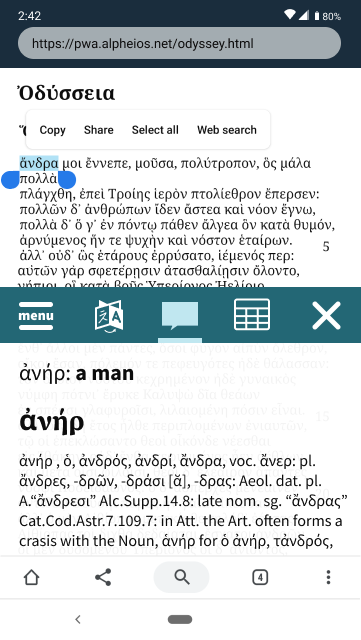 2:42
80%
https://pwa.alpheios.net/odyssey.html
Ὀδύσσεια
Copy Share Select all Web search
ἄνδρα μοι ἔννεπε, μοῦσα, πολύτροπον, ὃς μάλα
πολλὰ
πλάγχθη, ἐπεὶ Τροίης ἱερὸν πτολίεθρον ἔπερσεν:
πολλῶν δ᾽ ἀνθρώπων ἴδεν ἄστεα καὶ νόον ἔγνω,
πολλὰ δ᾽ ὅ γ᾽ ἐν πόντῳ πάθεν ἄλγεα ὃν κατὰ θυμόν,
ἀρνύμενος ἥν τε ψυχὴν καὶ νόστον ἑταίρων.
5
ἀλλ᾽ οὐδ᾽ ὣς ἑτάρους ἐρρύσατο, ἱέμενός περ:
αὐτῶν γὰρ σφετέρῃσιν ἀτασθαλίῃσιν ὄλοντο,
νήπιοι, οἳ κατὰ βοῦς Ὑπερίονος Ἠελίοιο
menu
ἀνήρ: a man
ἀνήρ
ἀνήρ , ὁ, ἀνδρός, ἀνδρί, ἄνδρα, voc. ἄνερ: pl.
ἄνδρες, -δρῶν, -δράσι [ᾰ], -δρας: Aeol. dat. pl.
A.“ἄνδρεσι” Alc.Supp.14.8: late nom. sg. “ἄνδρας”
Cat.Cod.Astr.7.109.7: in Att. the Art. often forms a
crasis with the Noun, ἁνήρ for ὁ ἀνήρ, τἀνδρός,
4